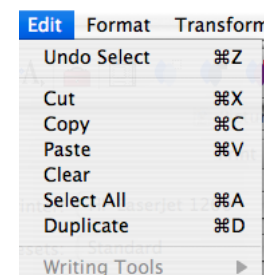 Edit Format Transform
Undo Select ⌘Z
Cut ⌘X
Copy ⌘C
Paste ⌘V
Clear
Select All ⌘A
Duplicate ⌘D
Writing Tools